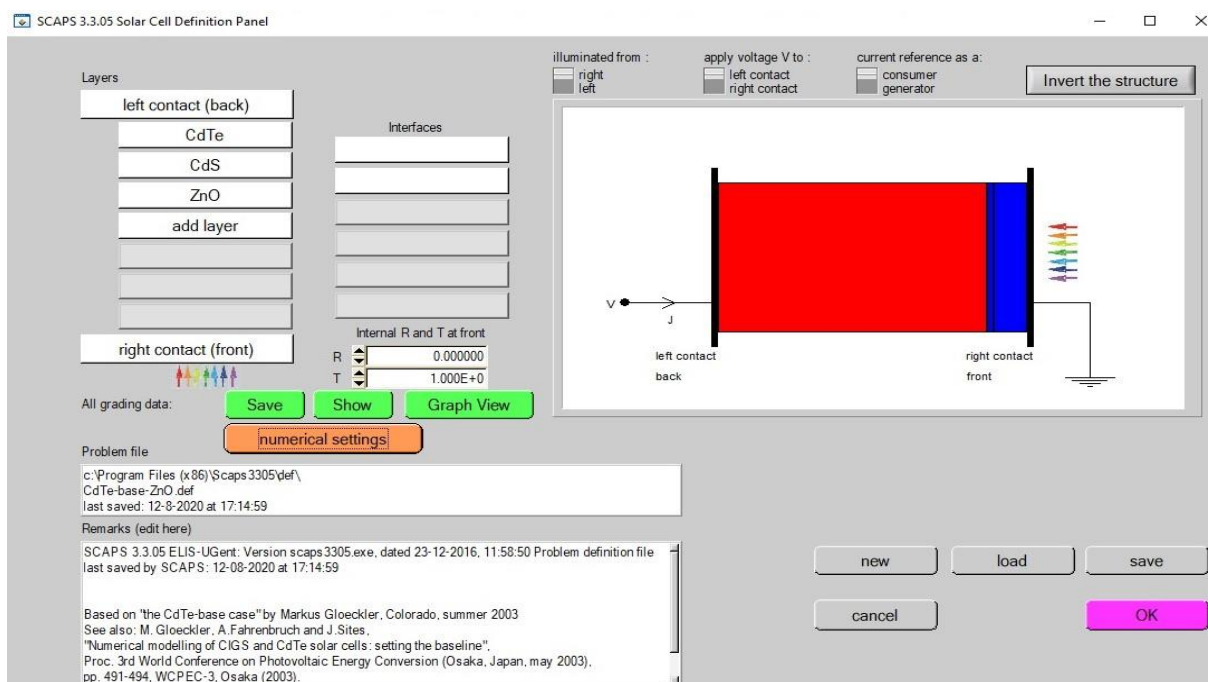 SCAPS 3.3.05 Solar Cell Definition Panel
illuminated from :
right
left
apply voltage V to :
left contact
right contact
current reference as a:
consumer
generator
Invert the structure
Layers
left contact (back)
CdTe
CdS
ZnO
add layer
right contact (front)
Interfaces
Internal R and T at front
R 0.000000
T 1.000E+0
V
J
left contact
back
right contact
front
All grading data:
Save
Show
Graph View
numerical settings
Problem file
c:\Program Files (x86)\Scaps3305\def\
CdTe-base-ZnO.def
last saved: 12-8-2020 at 17:14:59
Remarks (edit here)
SCAPS 3.3.05 ELIS-UGent: Version scaps3305.exe, dated 23-12-2016, 11:58:50 Problem definition file
last saved by SCAPS: 12-08-2020 at 17:14:59
Based on "the CdTe-base case" by Markus Gloeckler, Colorado, summer 2003
See also: M. Gloeckler, A.Fahrenbruch and J.Sites,
"Numerical modelling of CIGS and CdTe solar cells: setting the baseline",
Proc. 3rd World Conference on Photovoltaic Energy Conversion (Osaka, Japan, may 2003),
pp. 491-494, WCPEC-3, Osaka (2003).
new
load
save
cancel
OK